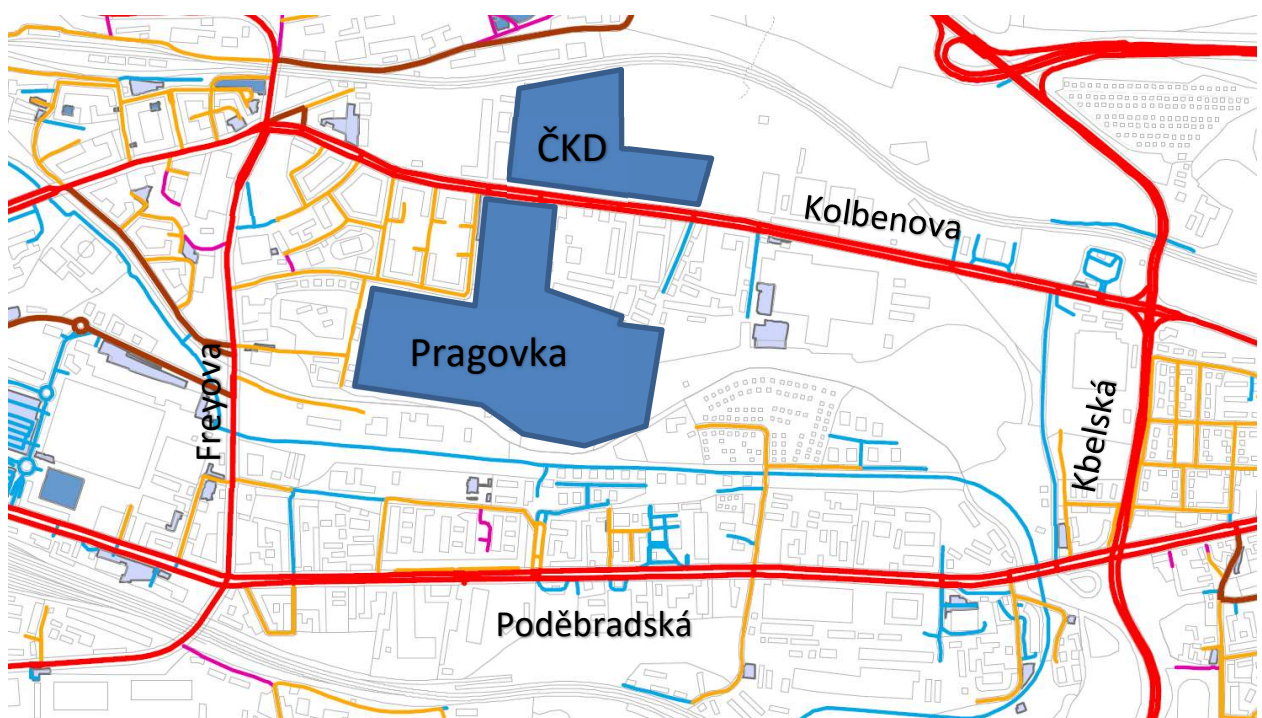 ČKD
Kolbenova
Pragovka
Freyova
Kbelská
Poděbradská